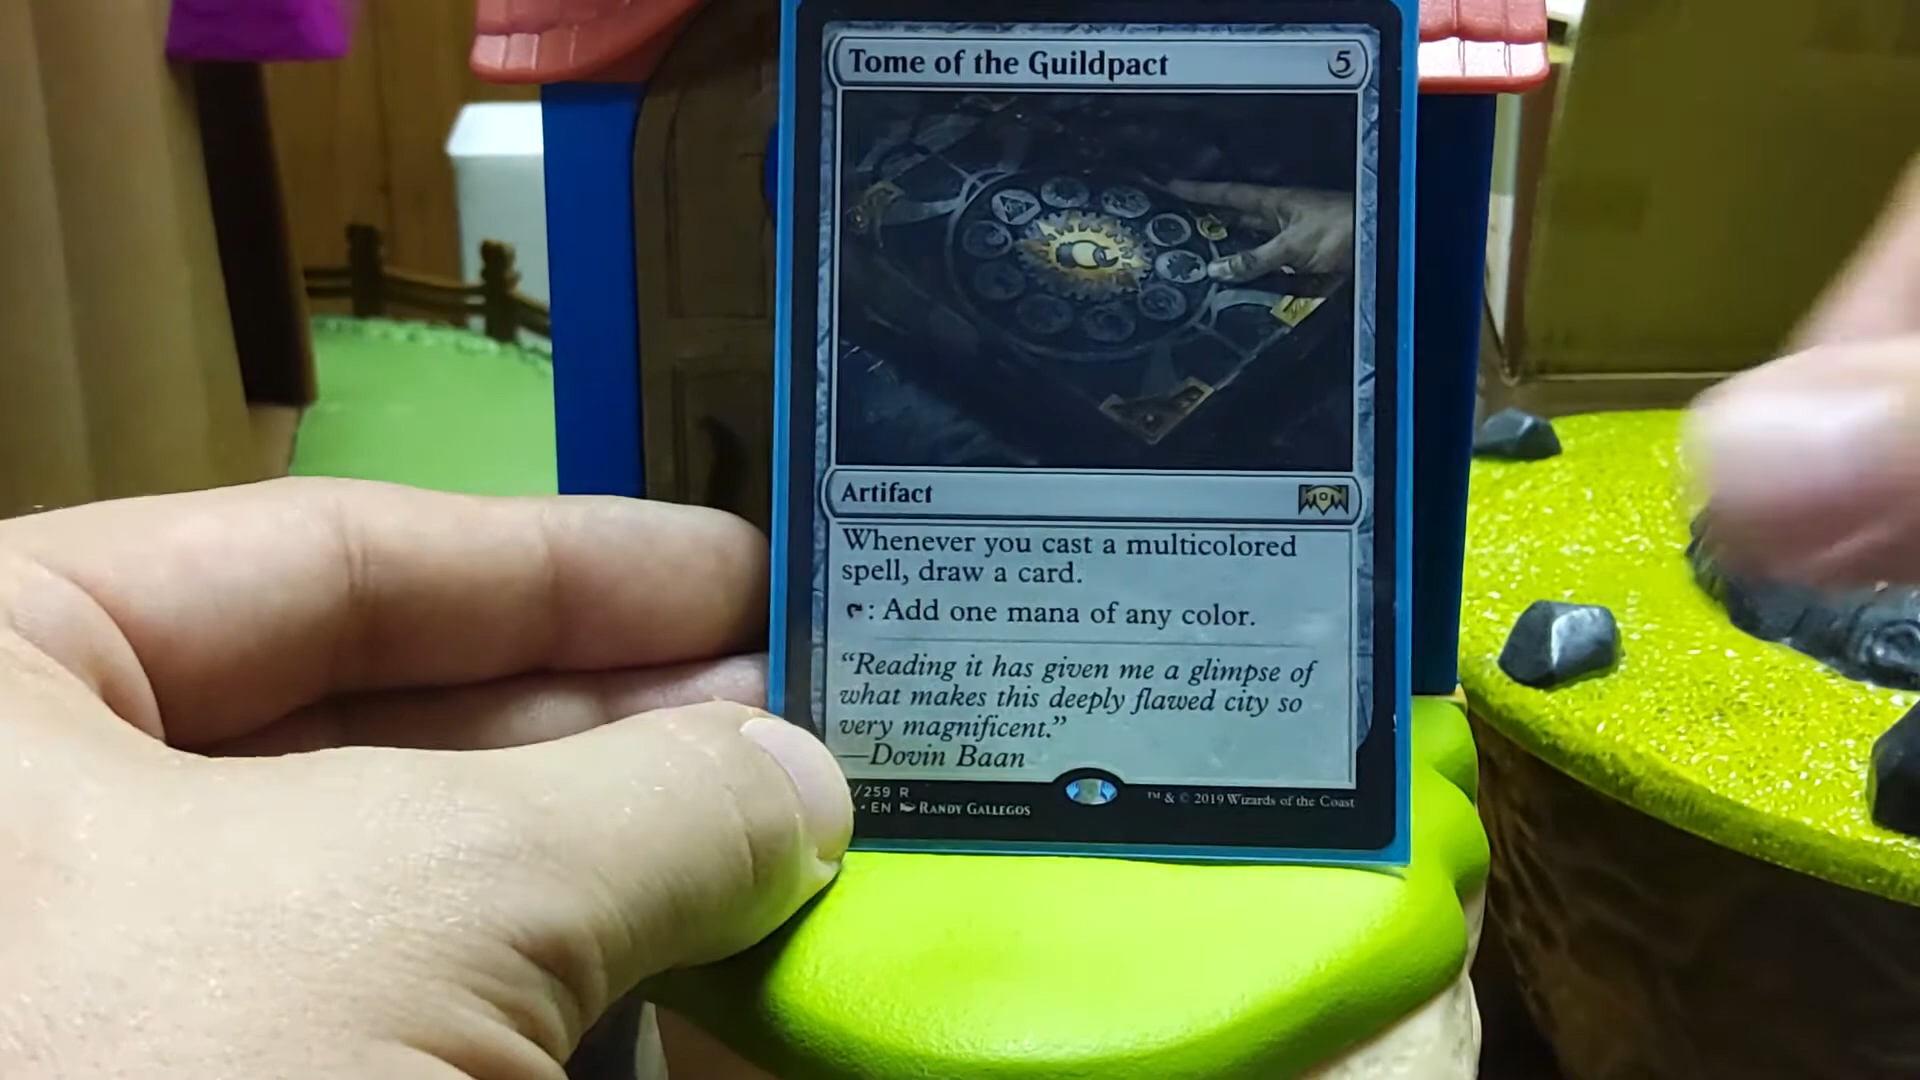 Tome of the Guildpact 5
Artifact
Whenever you cast a multicolored
spell, draw a card.
: Add one mana of any color.
“Reading it has given me a glimpse of
what makes this deeply flawed city so
very magnificent.”
—Dovin Baan
/259 R
• EN Randy Gallegos
™ & © 2019 Wizards of the Coast